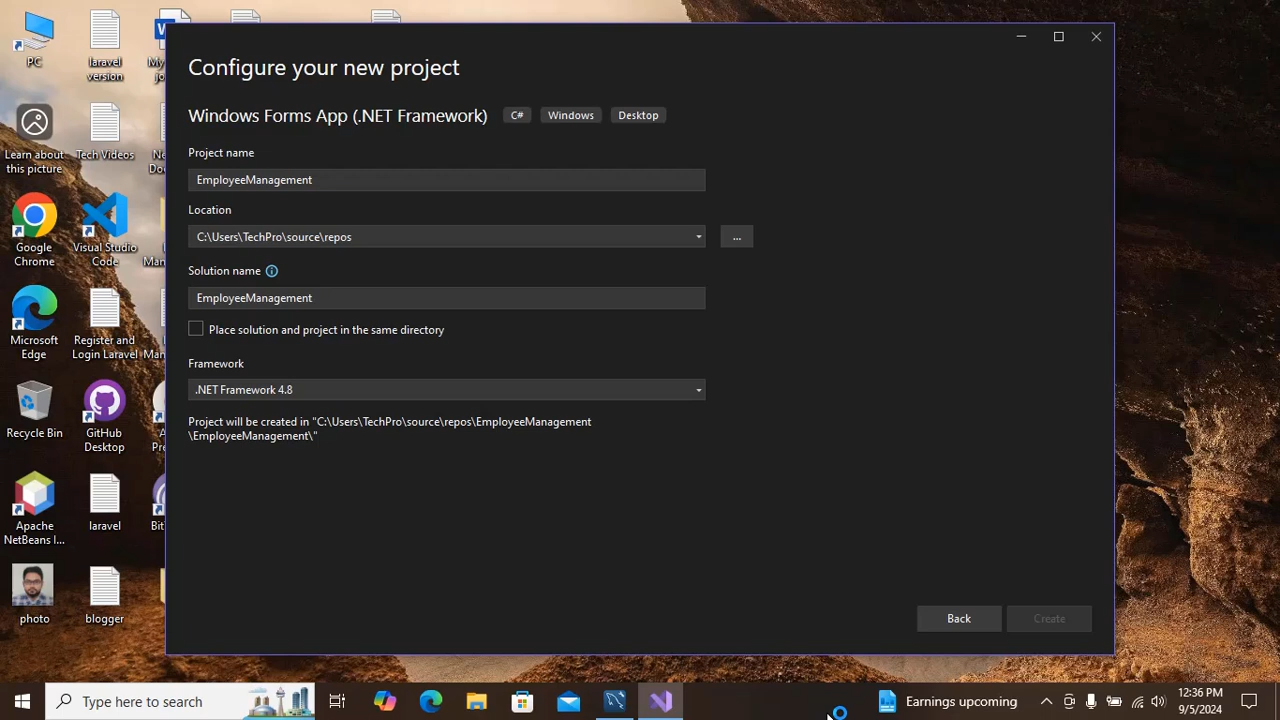 Configure your new project
Windows Forms App (.NET Framework) C# Windows Desktop
Project name
EmployeeManagement
Location
C:\Users\TechPro\source\repos
...
Solution name
EmployeeManagement
Place solution and project in the same directory
Framework
.NET Framework 4.8
Project will be created in "C:\Users\TechPro\source\repos\EmployeeManagement
\EmployeeManagement\"
Back Create
PC
laravel
version
My
Learn about
this picture
Tech Videos
Google
Chrome
Visual Studio
Code
Microsoft
Edge
Register and
Login Laravel
Recycle Bin
GitHub
Desktop
Apache
NetBeans I...
laravel
Bit
photo
blogger
Type here to search
Earnings upcoming
12:36 PM
9/5/2024